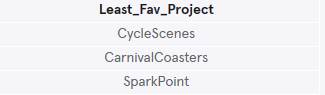 Least_Fav_Project
CycleScenes
CarnivalCoasters
SparkPoint